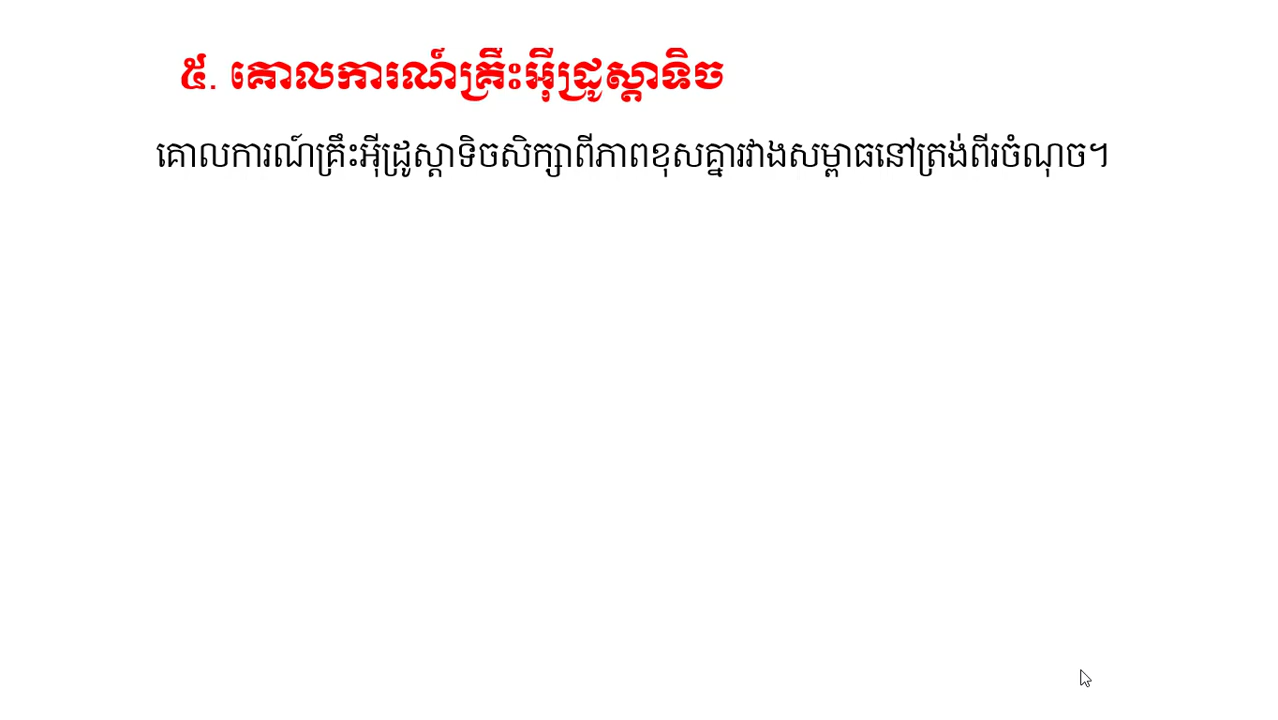 ៥. គោលការណ៍គ្រឹះអ៊ីដ្រូស្តាទិច
គោលការណ៍គ្រឹះអ៊ីដ្រូស្តាទិចសិក្សាពីភាពខុសគ្នារវាងសម្ពាធនៅត្រង់ពីរចំណុច។